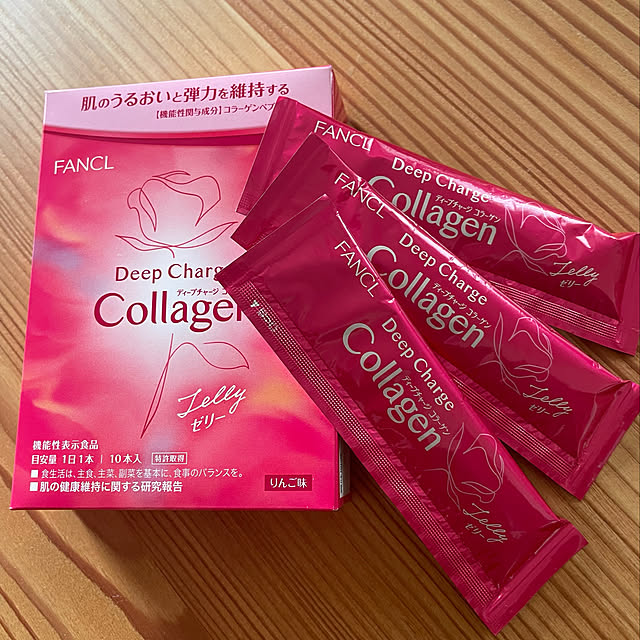 肌のうるおいと弾力を維持する
【機能性関与成分】コラーゲンペプ
FANCL
Deep Charge
ディープチャージ コ
Collagen
Jelly
ゼリー
機能性表示食品
目安量 1日1本 | 10本入 特許取得
■食生活は、主食、主菜、副菜を基本に、食事のバランスを。
■肌の健康維持に関する研究報告
りんご味
FANCL
Deep Charge
ディープチャージ コラーゲン
Collagen
Jelly
ゼリー
FANCL
Deep Charge
ディープチャージ コラーゲン
Collagen
Jelly
ゼリー
FANCL
Deep Charge
ディープチャージ コラーゲン
Collagen
Jelly
ゼリー